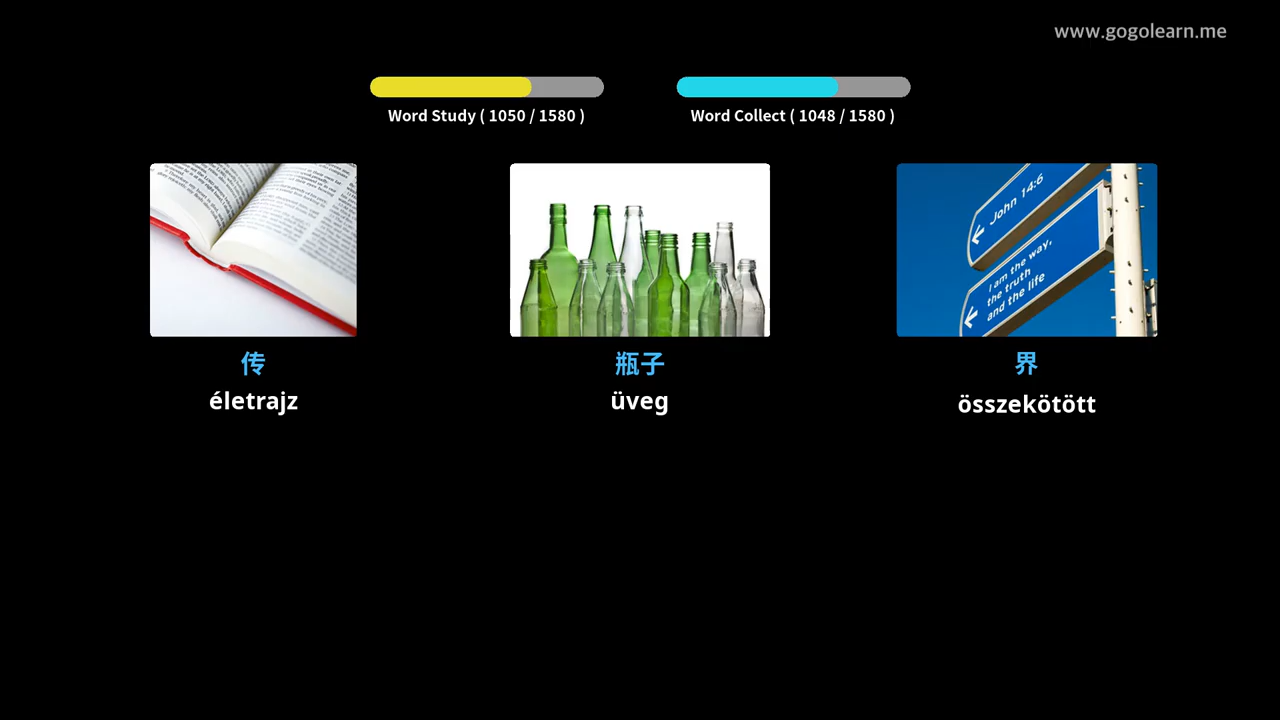 www.gogolearn.me
Word Study ( 1050 / 1580 )
Word Collect ( 1048 / 1580 )
John 14:6
I am the way,
the truth
and the life
传
瓶子
界
életrajz
üveg
összekötött